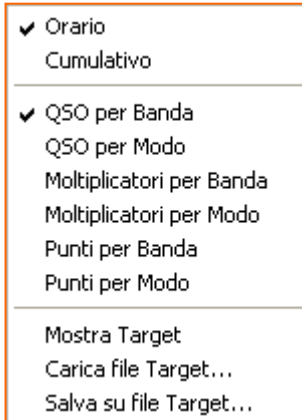 Orario
Cumulativo
QSO per Banda
QSO per Modo
Moltiplicatori per Banda
Moltiplicatori per Modo
Punti per Banda
Punti per Modo
Mostra Target
Carica file Target...
Salva su file Target...